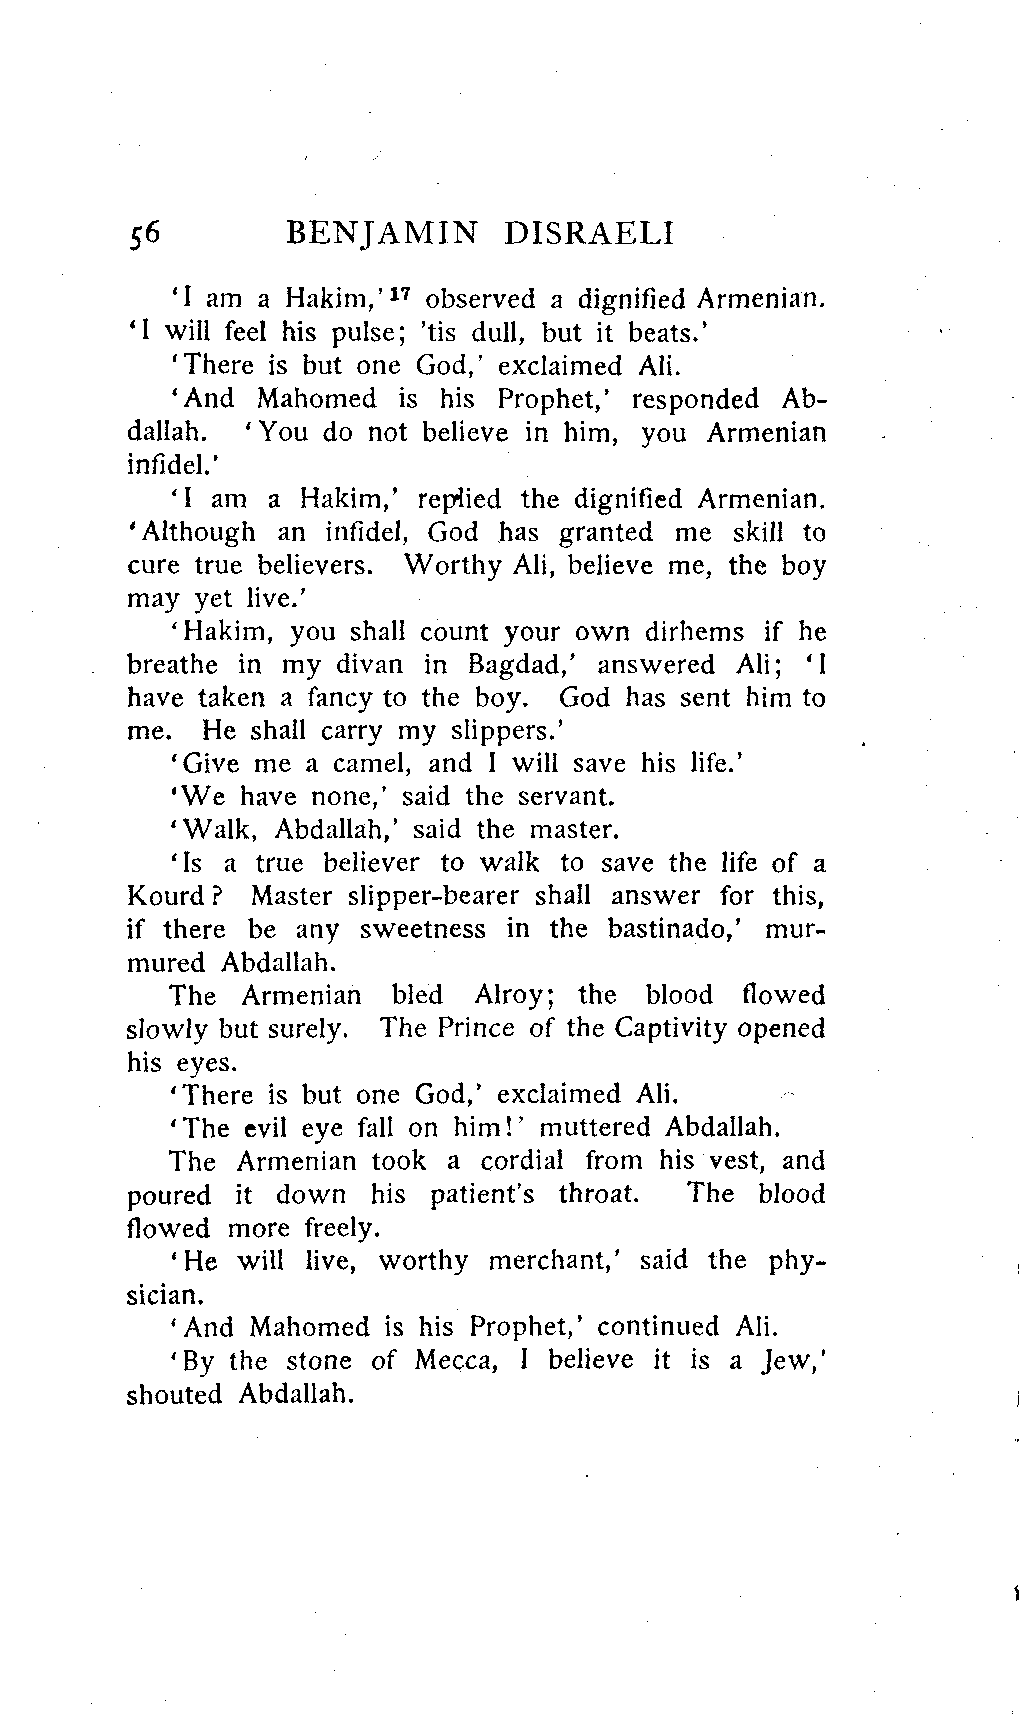 56 BENJAMIN DISRAELI
‘I am a Hakim,’17 observed a dignified Armenian.
‘I will feel his pulse; ’tis dull, but it beats.’
‘There is but one God,’ exclaimed Ali.
‘And Mahomed is his Prophet,’ responded Ab-
dallah. ‘You do not believe in him, you Armenian
infidel.’
‘I am a Hakim,’ replied the dignified Armenian.
‘Although an infidel, God has granted me skill to
cure true believers. Worthy Ali, believe me, the boy
may yet live.’
‘Hakim, you shall count your own dirhems if he
breathe in my divan in Bagdad,’ answered Ali; ‘I
have taken a fancy to the boy. God has sent him to
me. He shall carry my slippers.’
‘Give me a camel, and I will save his life.’
‘We have none,’ said the servant.
‘Walk, Abdallah,’ said the master.
‘Is a true believer to walk to save the life of a
Kourd? Master slipper-bearer shall answer for this,
if there be any sweetness in the bastinado,’ mur-
mured Abdallah.
The Armenian bled Alroy; the blood flowed
slowly but surely. The Prince of the Captivity opened
his eyes.
‘There is but one God,’ exclaimed Ali.
‘The evil eye fall on him!’ muttered Abdallah.
The Armenian took a cordial from his vest, and
poured it down his patient’s throat. The blood
flowed more freely.
‘He will live, worthy merchant,’ said the phy-
sician.
‘And Mahomed is his Prophet,’ continued Ali.
‘By the stone of Mecca, I believe it is a Jew,’
shouted Abdallah.